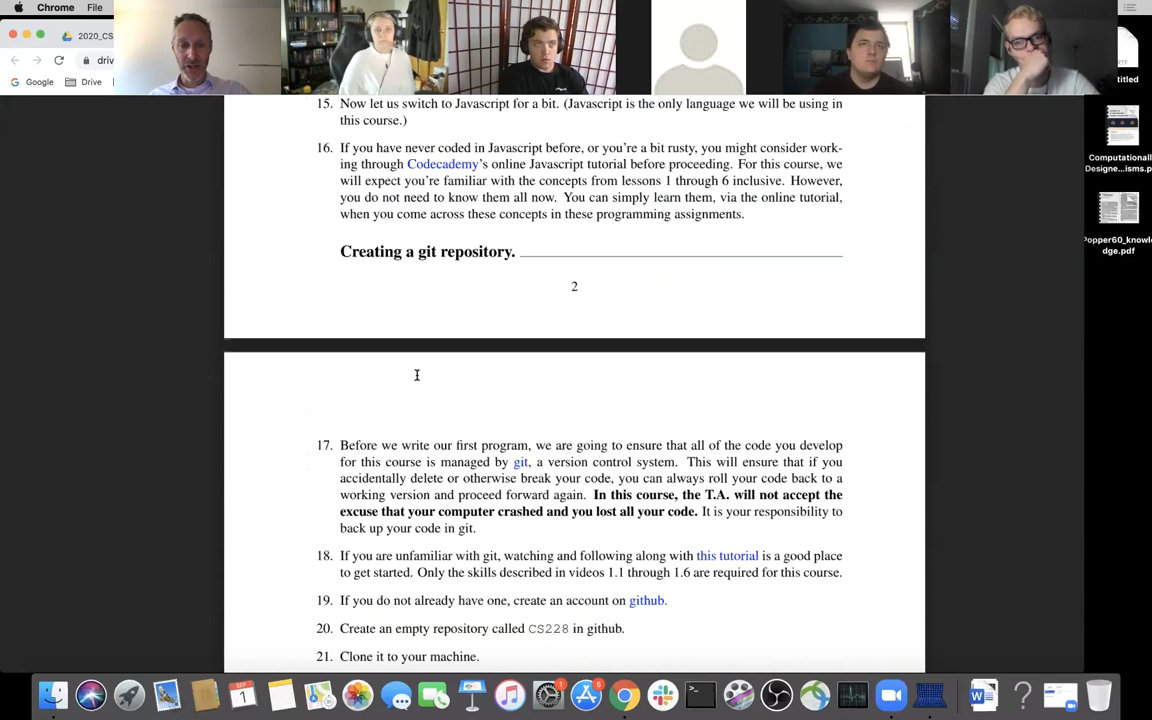 Chrome File
2020_CS
Google Drive
ntitled
Computationall
Designe...isms.p
Popper60_knowl
dge.pdf
15. Now let us switch to Javascript for a bit. (Javascript is the only language we will be using in
this course.)
16. If you have never coded in Javascript before, or you're a bit rusty, you might consider work-
ing through Codecademy's online Javascript tutorial before proceeding. For this course, we
will expect you're familiar with the concepts from lessons 1 through 6 inclusive. However,
you do not need to know them all now. You can simply learn them, via the online tutorial,
when you come across these concepts in these programming assignments.
Creating a git repository.
2
17. Before we write our first program, we are going to ensure that all of the code you develop
for this course is managed by git, a version control system. This will ensure that if you
accidentally delete or otherwise break your code, you can always roll your code back to a
working version and proceed forward again. In this course, the T.A. will not accept the
excuse that your computer crashed and you lost all your code. It is your responsibility to
back up your code in git.
18. If you are unfamiliar with git, watching and following along with this tutorial is a good place
to get started. Only the skills described in videos 1.1 through 1.6 are required for this course.
19. If you do not already have one, create an account on github.
20. Create an empty repository called CS228 in github.
21. Clone it to your machine.